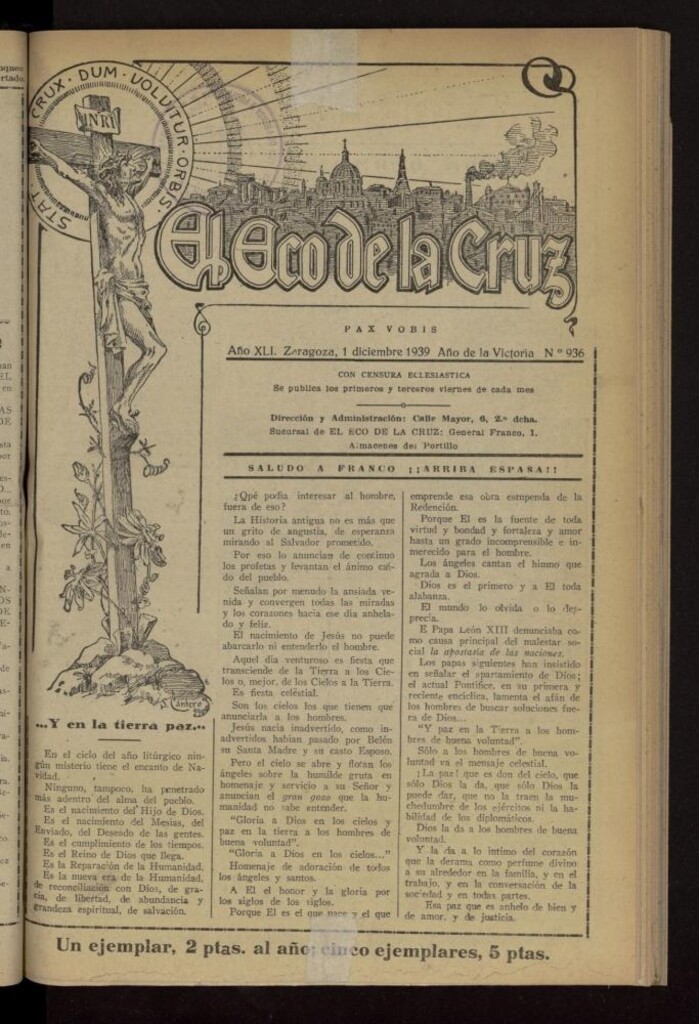 STAT · CRUX · DUM · VOLVITUR · ORBIS
INRI
El Eco de la Cruz
PAX VOBIS
Año XLI. Zaragoza, 1 diciembre 1939 Año de la Victoria N º 936
CON CENSURA ECLESIASTICA
Se publica los primeros y terceros viernes de cada mes
Dirección y Administración: Calle Mayor, 6, 2.º dcha.
Sucursal de EL ECO DE LA CRUZ: General Franco, 1.
Almacenes del Portillo
SALUDO A FRANCO ¡¡ARRIBA ESPAÑA!!
...Y en la tierra paz...
En el ciclo del año litúrgico nin-
gún misterio tiene el encanto de Na-
vidad.
Ninguno, tampoco, ha penetrado
más adentro del alma del pueblo.
Es el nacimiento del Hijo de Dios.
Es el nacimiento del Mesías, del
Enviado, del Deseado de las gentes.
Es el cumplimiento de los tiempos.
Es el Reino de Dios que llega.
Es la Reparación de la Humanidad.
Es la nueva era de la Humanidad,
de reconciliación con Dios, de gra-
cia, de libertad, de abundancia y
grandeza espiritual, de salvación.
¿Qué podía interesar al hombre,
fuera de eso?
La Historia antigua no es más que
un grito de angustia, de esperanza
mirando al Salvador prometido.
Por eso lo anuncian de continuo
los profetas y levantan el ánimo caí-
do del pueblo.
Señalan por menudo la ansiada ve-
nida y convergen todas las miradas
y los corazones hacia ese día anhela-
do y feliz.
El nacimiento de Jesús no puede
abarcarlo ni entenderlo el hombre.
Aquel día venturoso es fiesta que
transciende de la Tierra a los Cie-
los o, mejor, de los Cielos a la Tierra.
Es fiesta celestial.
Son los cielos los que tienen que
anunciarla a los hombres.
Jesús nacía inadvertido, como in-
advertidos habían pasado por Belén
su Santa Madre y su casto Esposo.
Pero el cielo se abre y flotan los
ángeles sobre la humilde gruta en
homenaje y servicio a su Señor y
anuncian el gran gozo que la hu-
manidad no sabe entender.
"Gloria a Dios en los cielos y
paz en la tierra a los hombres de
buena voluntad".
"Gloria a Dios en los cielos..."
Homenaje de adoración de todos
los ángeles y santos.
A El el honor y la gloria por
los siglos de los siglos.
Porque El es el que nace y el que
emprende esa obra estupenda de la
Redención.
Porque El es la fuente de toda
virtud y bondad y fortaleza y amor
hasta un grado incomprensible e in-
merecido para el hombre.
Los ángeles cantan el himno que
agrada a Dios.
Dios es el primero y a El toda
alabanza.
El mundo lo olvida o lo des-
precia.
E Papa León XIII denunciaba co-
mo causa principal del malestar so-
cial la apostasía de las naciones.
Los papas siguientes han insistido
en señalar el apartamiento de Dios;
el actual Pontífice, en su primera y
reciente encíclica, lamenta el afán de
los hombres de buscar soluciones fue-
ra de Dios...
"Y paz en la Tierra a los hom-
bres de buena voluntad".
Sólo a los hombres de buena vo-
luntad va el mensaje celestial.
¡La paz! que es don del cielo, que
sólo Dios la da, que sólo Dios la
puede dar, que no la traen la mu-
chedumbre de los ejércitos ni la ha-
bilidad de los diplomáticos.
Dios la da a los hombres de buena
voluntad.
Y la da a lo íntimo del corazón
que la derama como perfume divino
a su alrededor en la familia, y en el
trabajo, y en la conversación de la
sociedad y en todas partes.
Esa paz que es anhelo de bien y
de amor, y de justicia.
Un ejemplar, 2 ptas. al año; cinco ejemplares, 5 ptas.